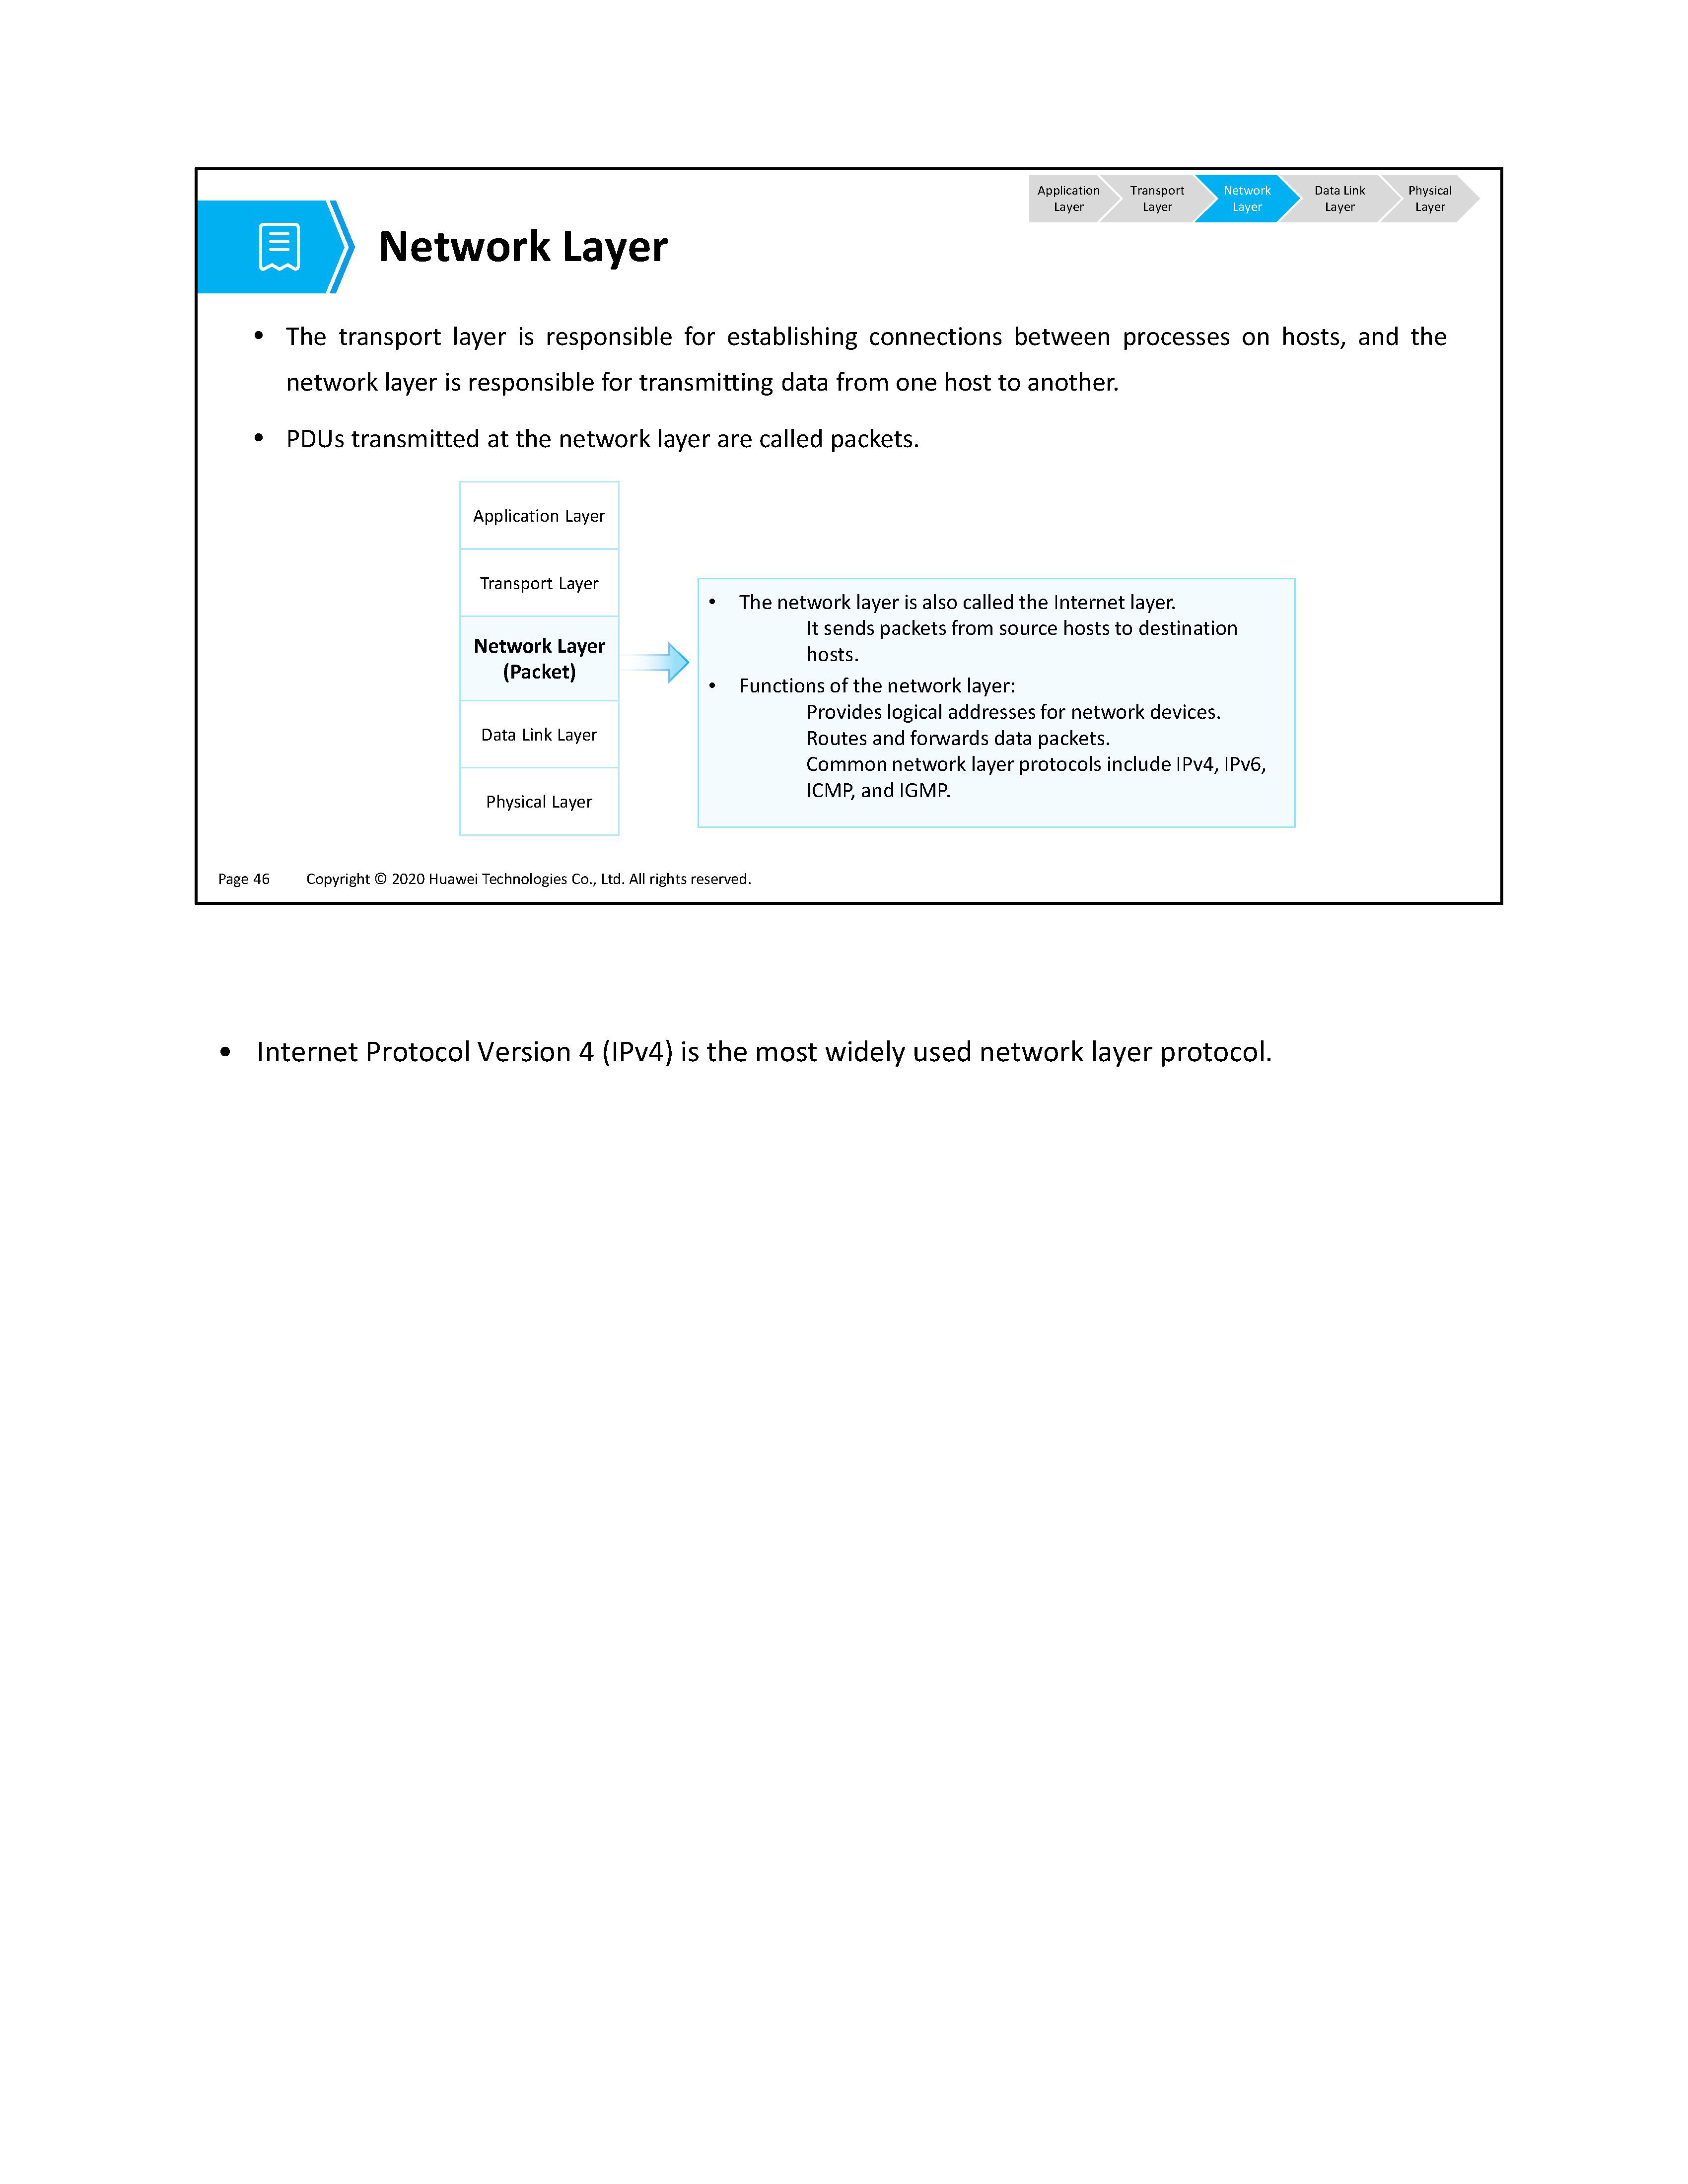 Application Layer
Transport Layer
Network Layer
Data Link Layer
Physical Layer
Network Layer
• The transport layer is responsible for establishing connections between processes on hosts, and the
network layer is responsible for transmitting data from one host to another.
• PDUs transmitted at the network layer are called packets.
Application Layer
Transport Layer
Network Layer
(Packet)
Data Link Layer
Physical Layer
• The network layer is also called the Internet layer.
It sends packets from source hosts to destination
hosts.
• Functions of the network layer:
Provides logical addresses for network devices.
Routes and forwards data packets.
Common network layer protocols include IPv4, IPv6,
ICMP, and IGMP.
Page 46 Copyright © 2020 Huawei Technologies Co., Ltd. All rights reserved.
• Internet Protocol Version 4 (IPv4) is the most widely used network layer protocol.